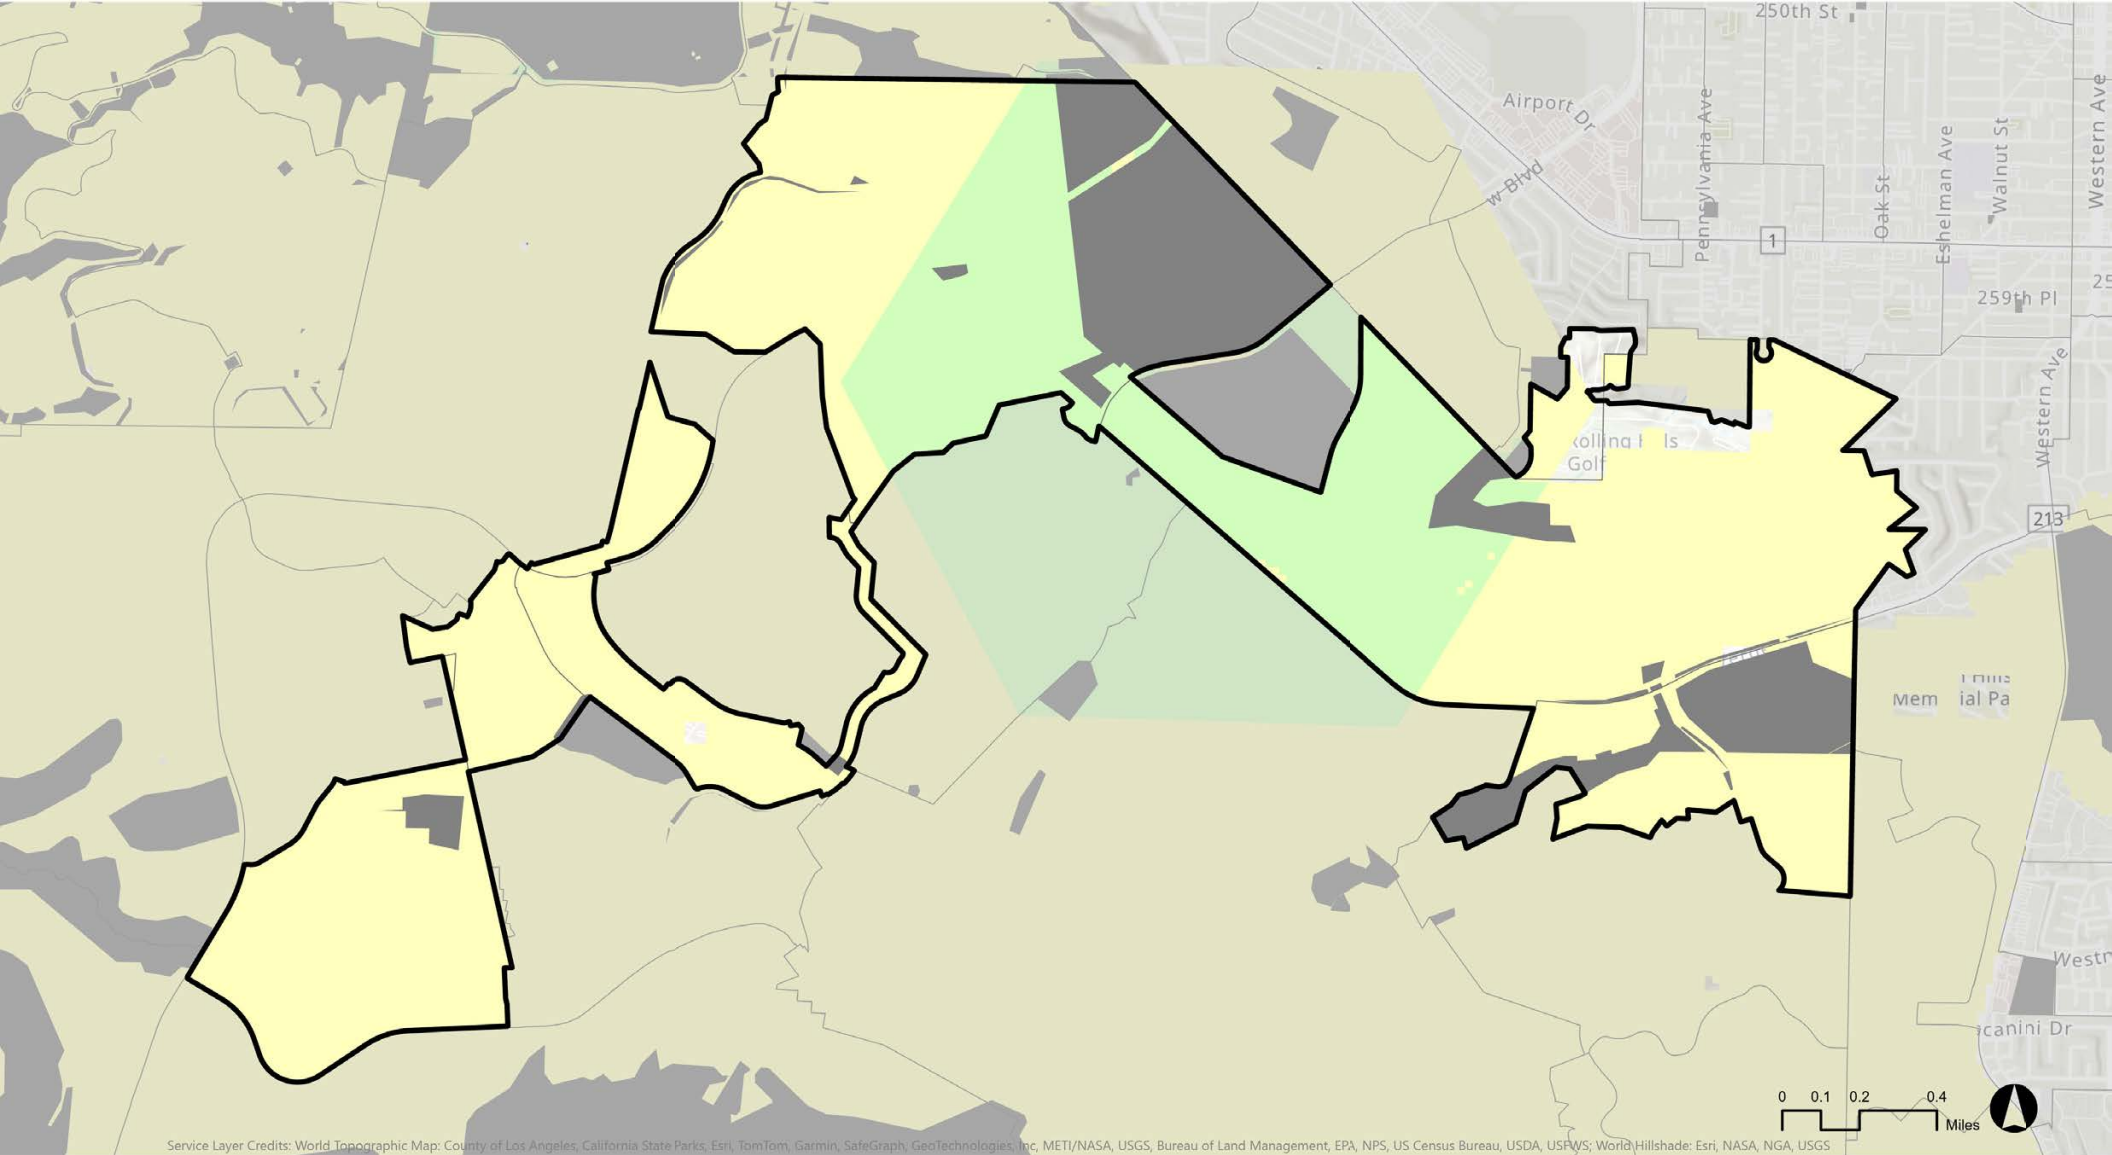 250th St
Airport Dr
w Blvd
Pennsylvania Ave
Oak St
Eshelman Ave
Walnut St
Western Ave
1
259th Pl
25
Western Ave
Golf
213
Mem
ial Pa
Westr
canini Dr
0 0.1 0.2 0.4
Miles
Service Layer Credits: World Topographic Map: County of Los Angeles, California State Parks, Esri, TomTom, Garmin, SafeGraph, GeoTechnologies, Inc, METI/NASA, USGS, Bureau of Land Management, EPA, NPS, US Census Bureau, USDA, USFWS; World Hillshade: Esri, NASA, NGA, USGS